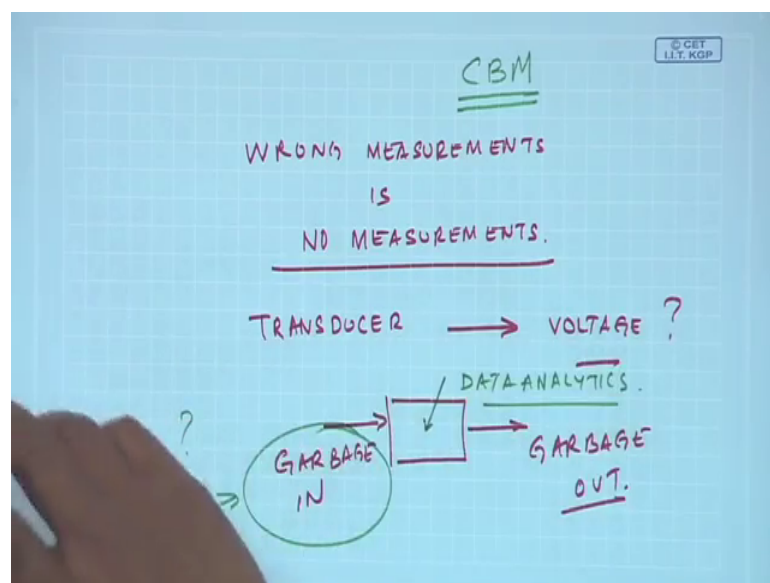 © CET
I.I.T. KGP
CBM
WRONG MEASUREMENTS
IS
NO MEASUREMENTS.
TRANSDUCER → VOLTAGE ?
DATA ANALYTICS.
?
GARBAGE
IN
GARBAGE
OUT.